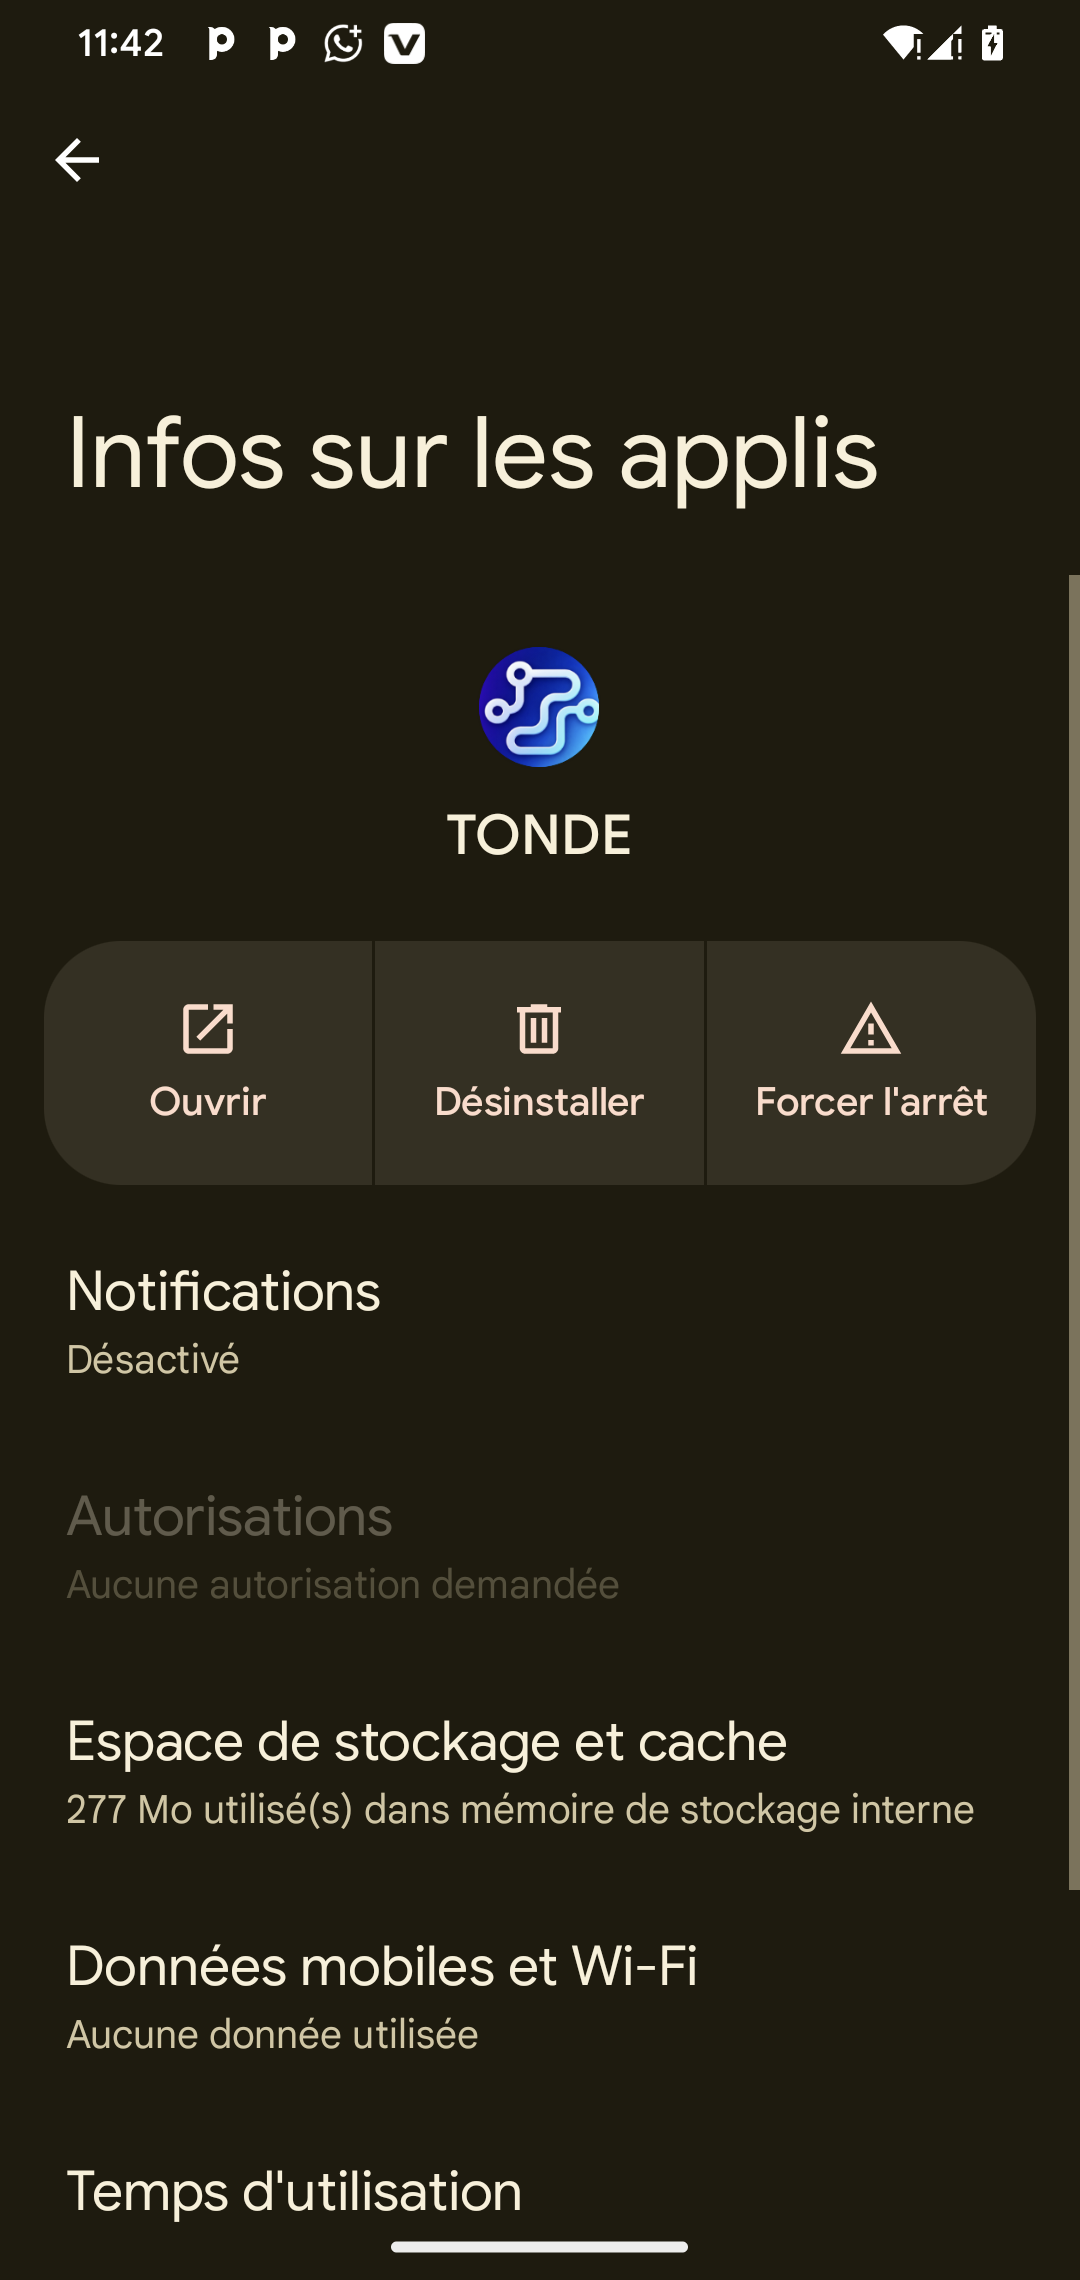 11:42
Infos sur les applis
TONDE
Ouvrir
Désinstaller
Forcer l'arrêt
Notifications
Désactivé
Autorisations
Aucune autorisation demandée
Espace de stockage et cache
277 Mo utilisé(s) dans mémoire de stockage interne
Données mobiles et Wi-Fi
Aucune donnée utilisée
Temps d'utilisation